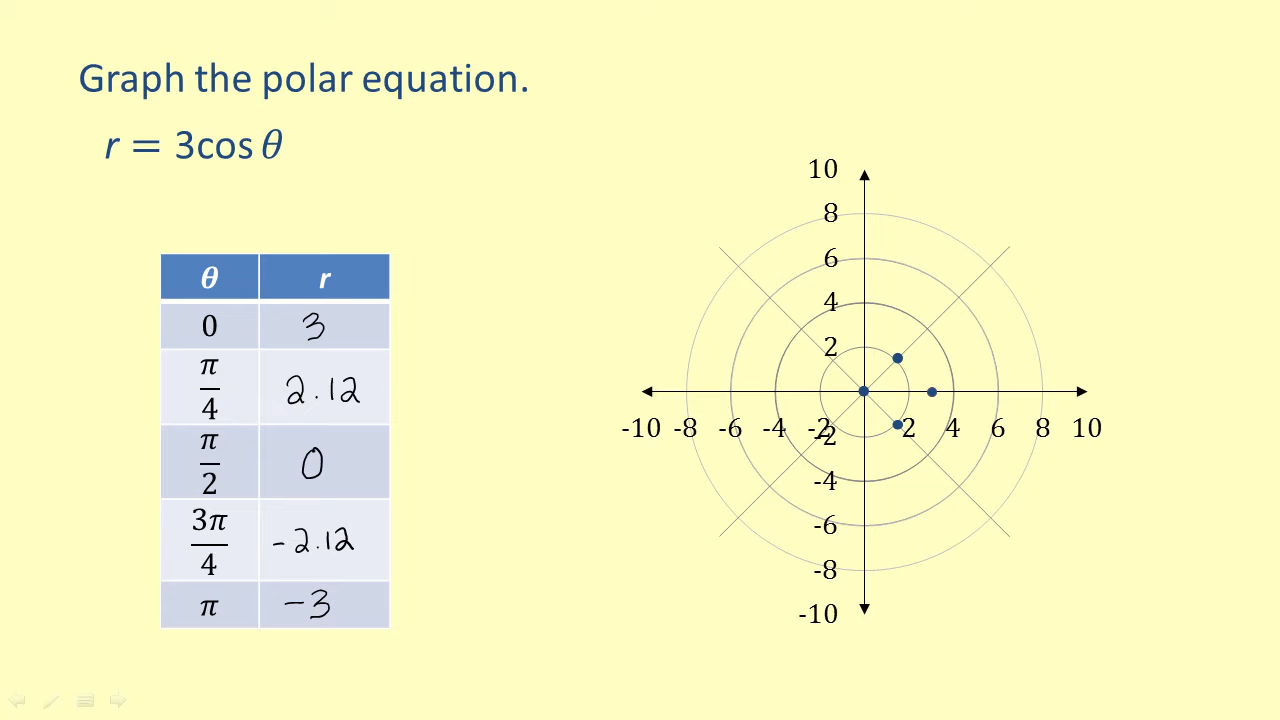 Graph the polar equation.
r = 3cos θ
θ r
0 3
π/4 2.12
π/2 0
3π/4 -2.12
π -3
10
8
6
4
2
-10 -8 -6 -4 -2 2 4 6 8 10
-2
-4
-6
-8
-10